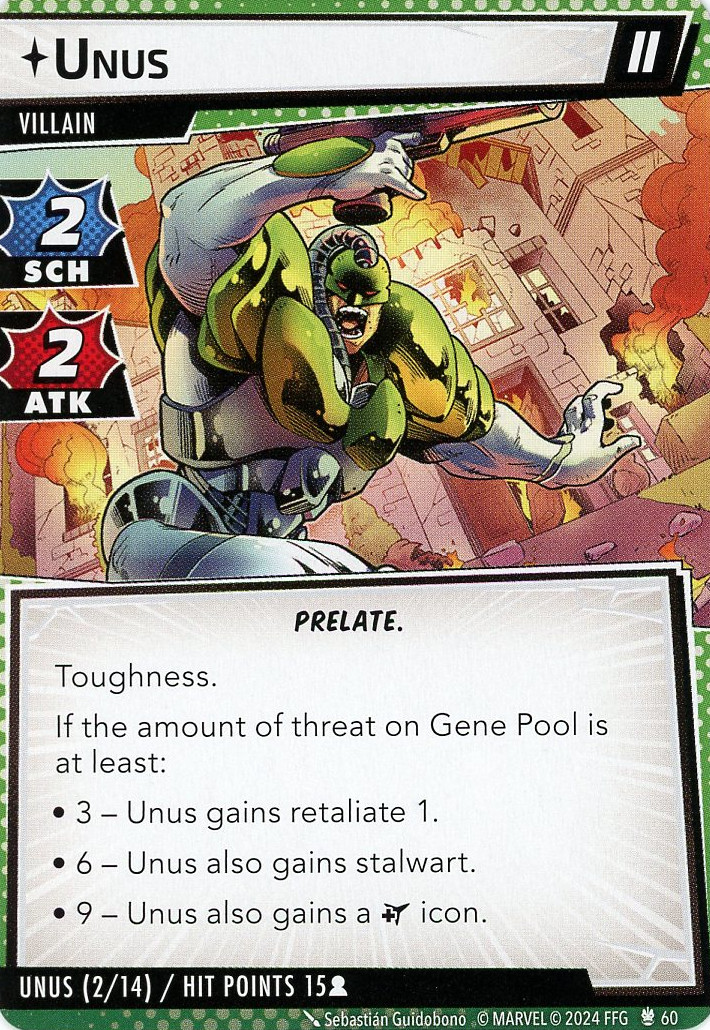 Unus
II
VILLAIN
2
SCH
2
ATK
PRELATE.
Toughness.
If the amount of threat on Gene Pool is
at least:
• 3 – Unus gains retaliate 1.
• 6 – Unus also gains stalwart.
• 9 – Unus also gains a icon.
UNUS (2/14) / HIT POINTS 15
Sebastián Guidobono © MARVEL © 2024 FFG 60